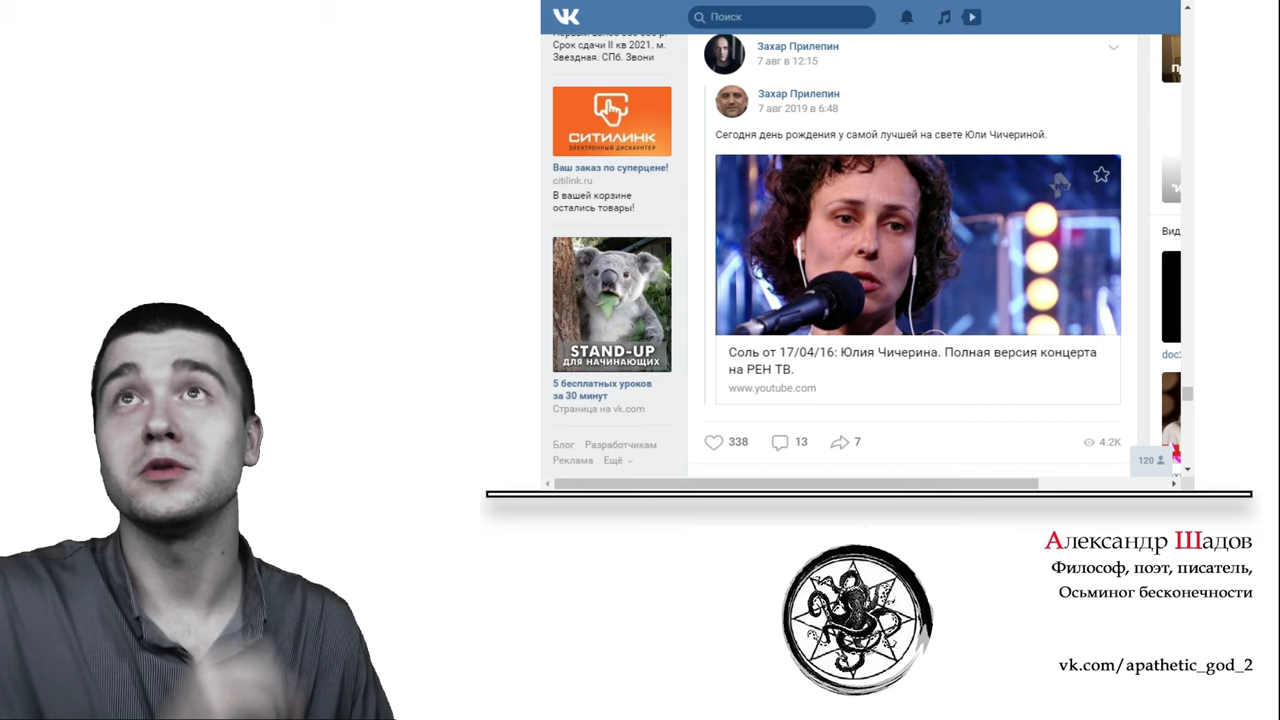 Поиск
Срок сдачи II кв 2021. м.
Звездная. СПб. Звони
СИТИЛИНК
ЭЛЕКТРОННЫЙ ДИСКАУНТЕР
Ваш заказ по суперцене!
citilink.ru
В вашей корзине
остались товары!
STAND-UP
ДЛЯ НАЧИНАЮЩИХ
5 бесплатных уроков
за 30 минут
Страница на vk.com
Блог Разработчикам
Реклама Ещё
Захар Прилепин
7 авг в 12:15
Захар Прилепин
7 авг 2019 в 6:48
Сегодня день рождения у самой лучшей на свете Юли Чичериной.
Соль от 17/04/16: Юлия Чичерина. Полная версия концерта
на РЕН ТВ.
www.youtube.com
338 13 7 4.2K
Вид
120
Александр Шадов
Философ, поэт, писатель,
Осьминог бесконечности
vk.com/apathetic_god_2